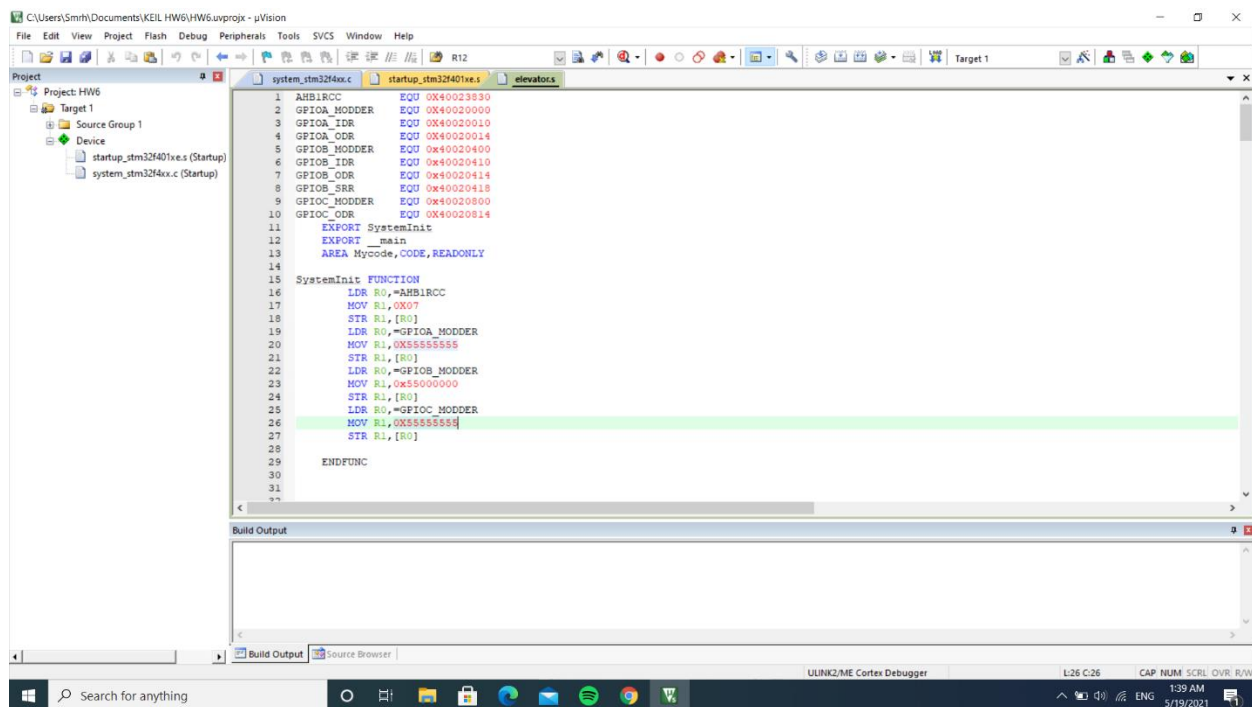 C:\Users\Smrh\Documents\KEIL HW6\HW6.uvprojx - µVision
File Edit View Project Flash Debug Peripherals Tools SVCS Window Help
R12
Target 1
Project
Project: HW6
Target 1
Source Group 1
Device
startup_stm32f401xe.s (Startup)
system_stm32f4xx.c (Startup)
system_stm32f4xx.c startup_stm32f401xe.s elevator.s
1 AHB1RCC EQU 0X40023830
2 GPIOA_MODDER EQU 0X40020000
3 GPIOA_IDR EQU 0X40020010
4 GPIOA_ODR EQU 0X40020014
5 GPIOB_MODDER EQU 0x40020400
6 GPIOB_IDR EQU 0x40020410
7 GPIOB_ODR EQU 0x40020414
8 GPIOB_SRR EQU 0x40020418
9 GPIOC_MODDER EQU 0x40020800
10 GPIOC_ODR EQU 0X40020814
11 EXPORT SystemInit
12 EXPORT __main
13 AREA Mycode,CODE,READONLY
14
15 SystemInit FUNCTION
16 LDR R0,=AHB1RCC
17 MOV R1,0X07
18 STR R1,[R0]
19 LDR R0,=GPIOA_MODDER
20 MOV R1,0X55555555
21 STR R1,[R0]
22 LDR R0,=GPIOB_MODDER
23 MOV R1,0x55000000
24 STR R1,[R0]
25 LDR R0,=GPIOC_MODDER
26 MOV R1,0X55555555
27 STR R1,[R0]
28
29 ENDFUNC
30
31
32
Build Output
Build Output Source Browser
ULINK2/ME Cortex Debugger L:26 C:26 CAP NUM SCRL OVR R/W
Search for anything
ENG
1:39 AM
5/19/2021